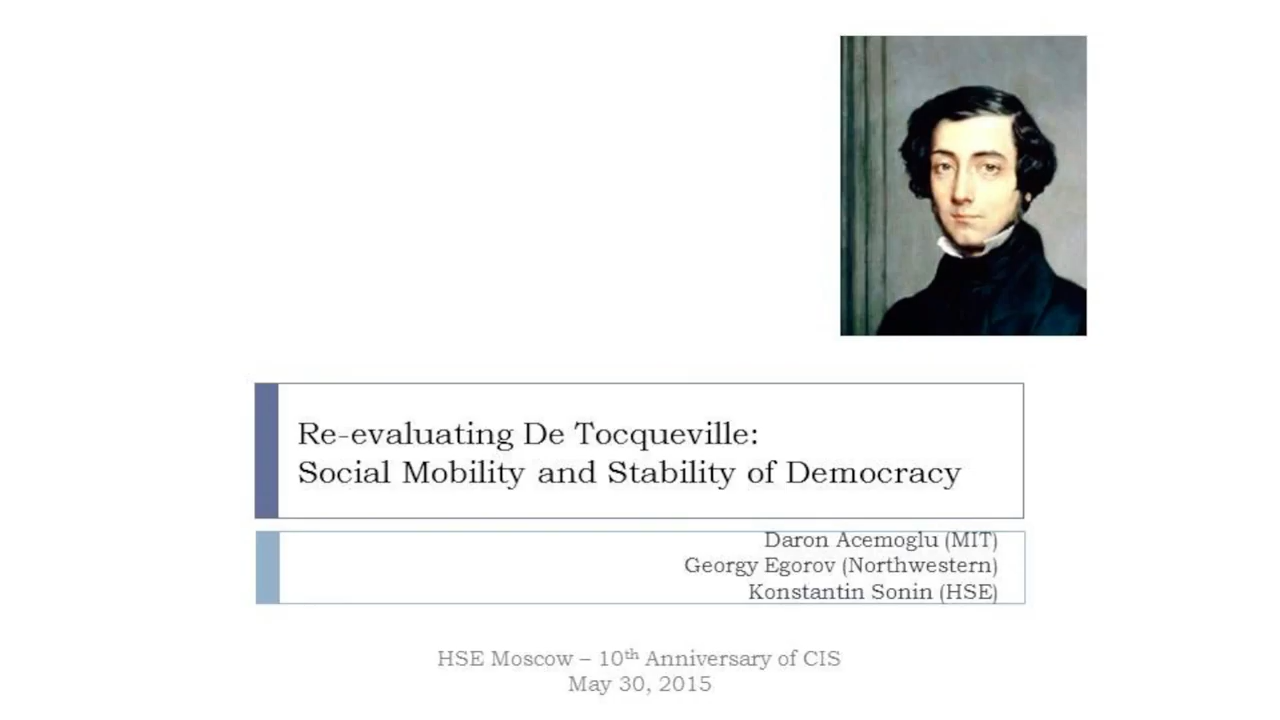 Re-evaluating De Tocqueville:
Social Mobility and Stability of Democracy
Daron Acemoglu (MIT)
Georgy Egorov (Northwestern)
Konstantin Sonin (HSE)
HSE Moscow – 10th Anniversary of CIS
May 30, 2015